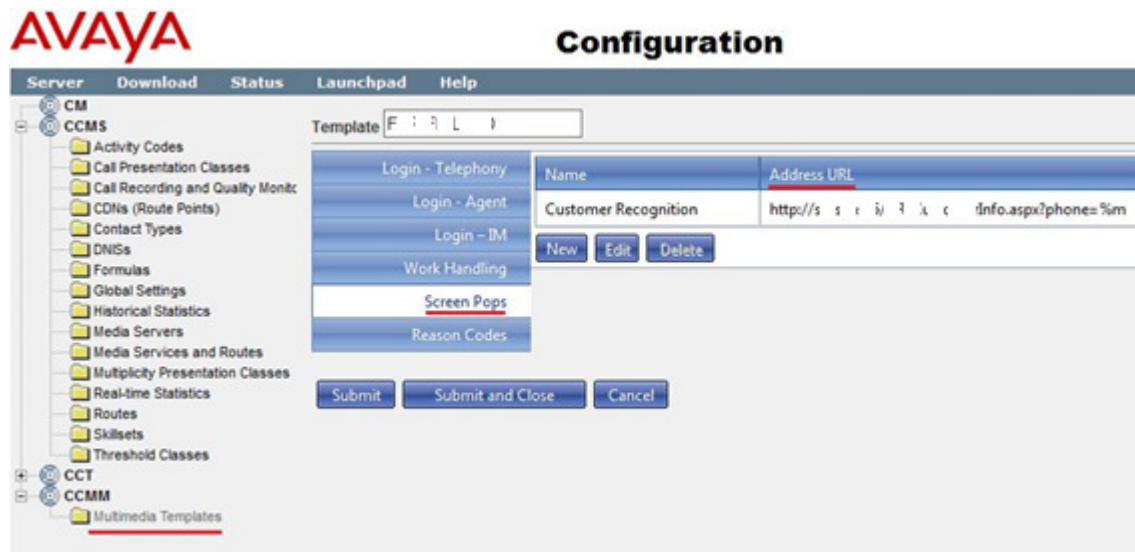 AVAYA
Configuration
Server Download Status Launchpad Help
CM
CCMS
Activity Codes
Call Presentation Classes
Call Recording and Quality Monitc
CDNs (Route Points)
Contact Types
DNISs
Formulas
Global Settings
Historical Statistics
Media Servers
Media Services and Routes
Multiplicity Presentation Classes
Real-time Statistics
Routes
Skillsets
Threshold Classes
CCT
CCMM
Multimedia Templates
Template
Login - Telephony
Login - Agent
Login – IM
Work Handling
Screen Pops
Reason Codes
Name Address URL
Customer Recognition http://s Info.aspx?phone=%m
New Edit Delete
Submit Submit and Close Cancel